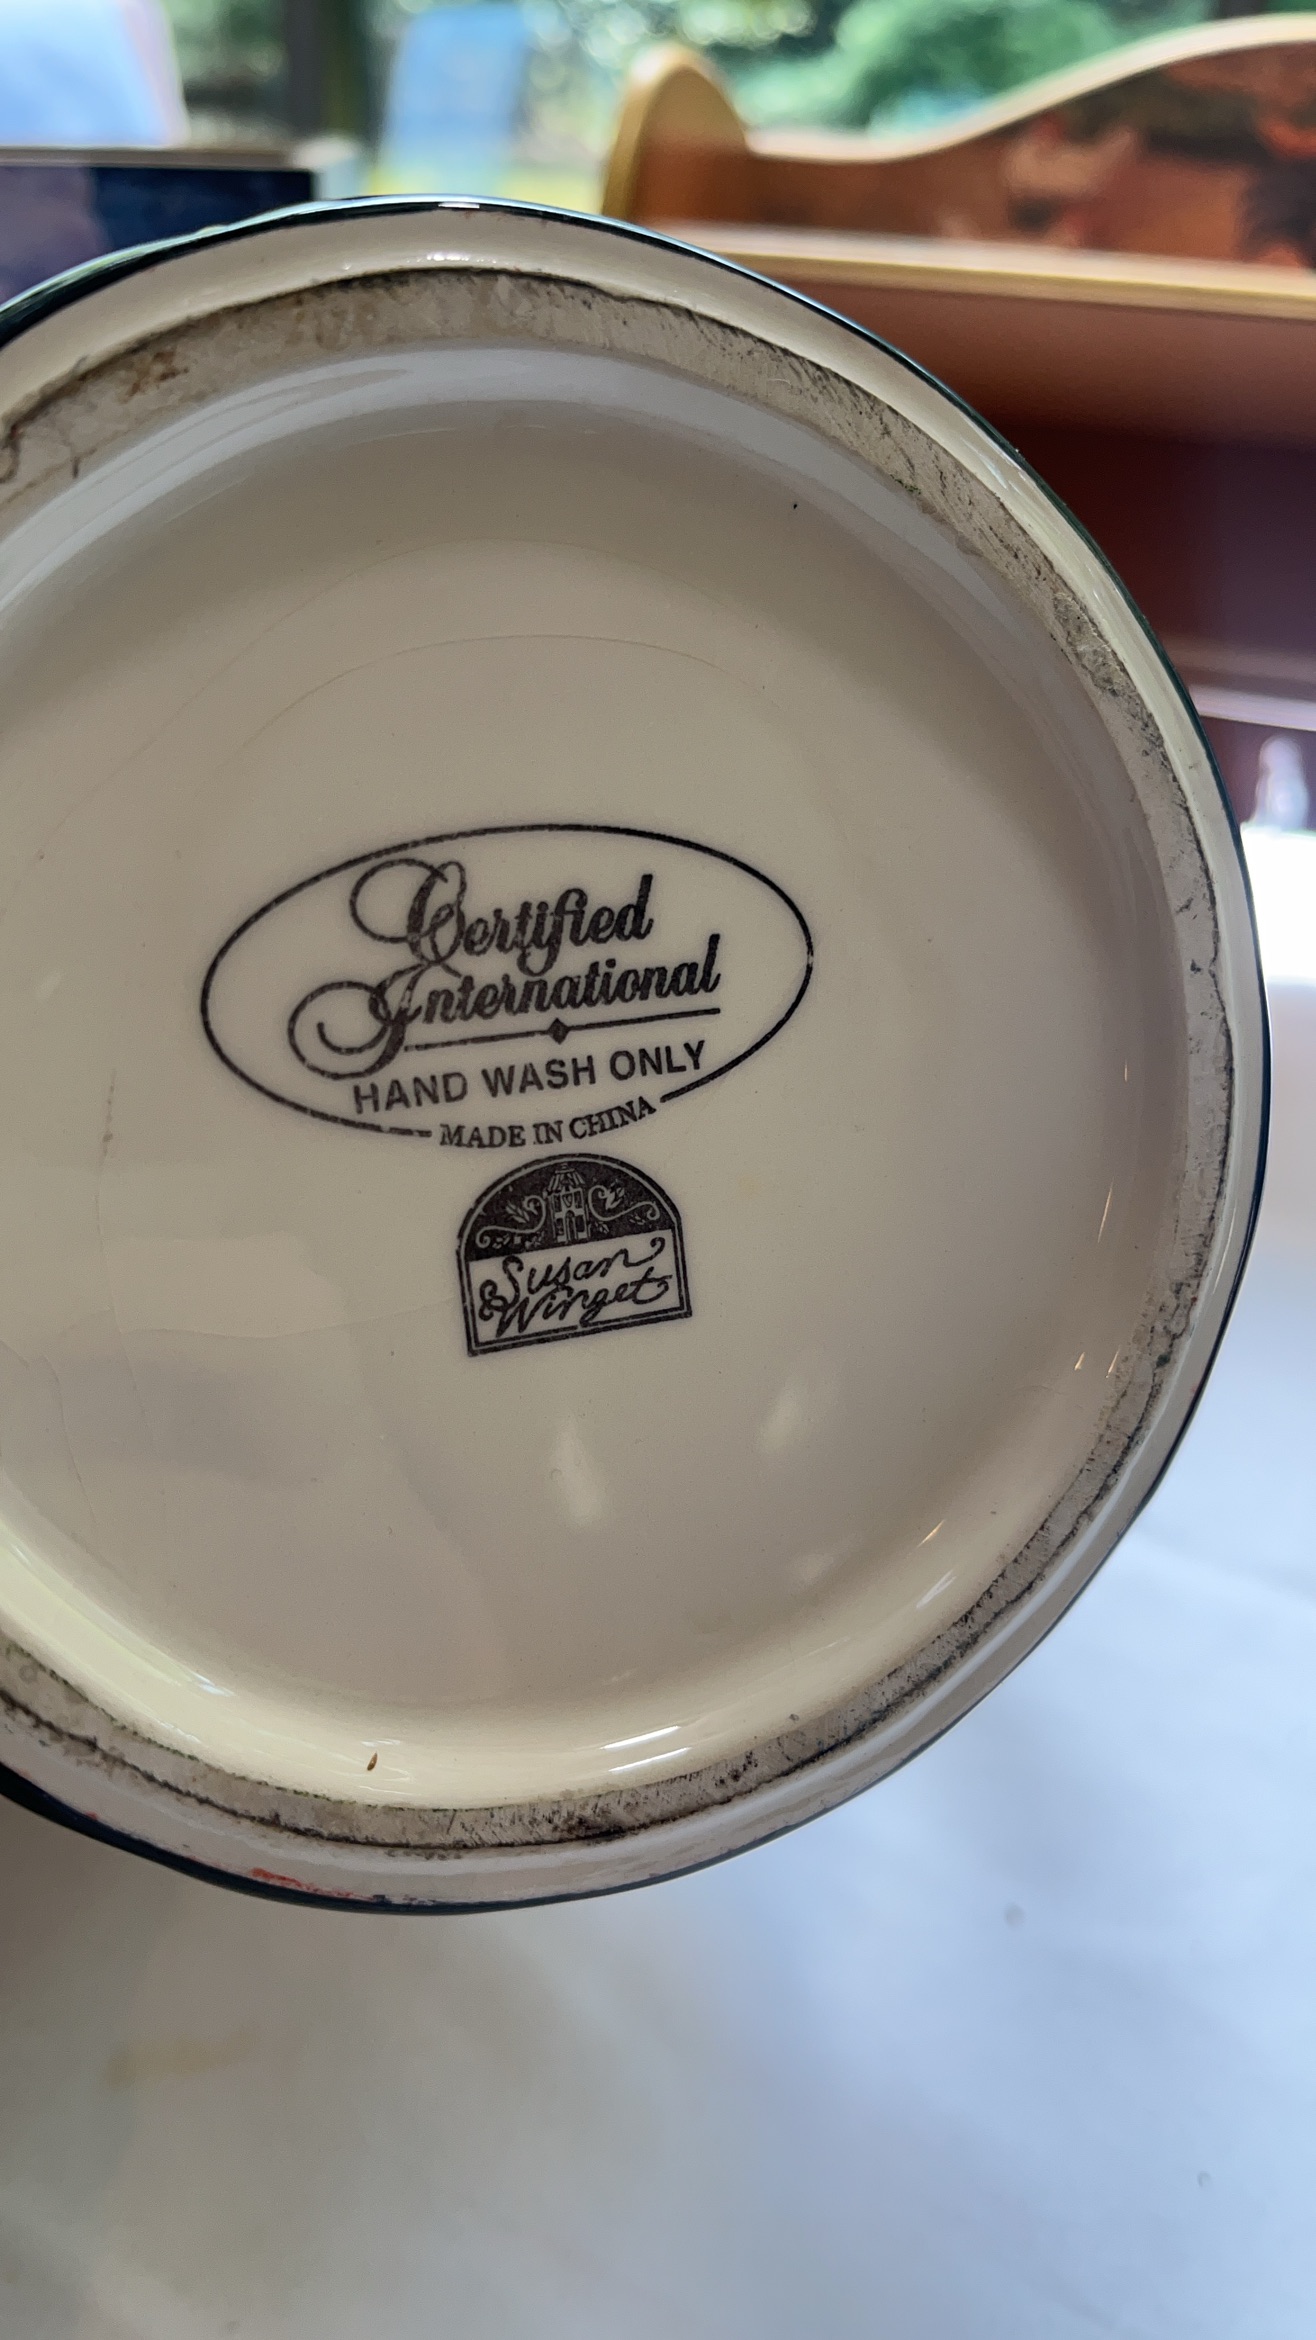 Certified
International
HAND WASH ONLY
MADE IN CHINA
Susan
Winget